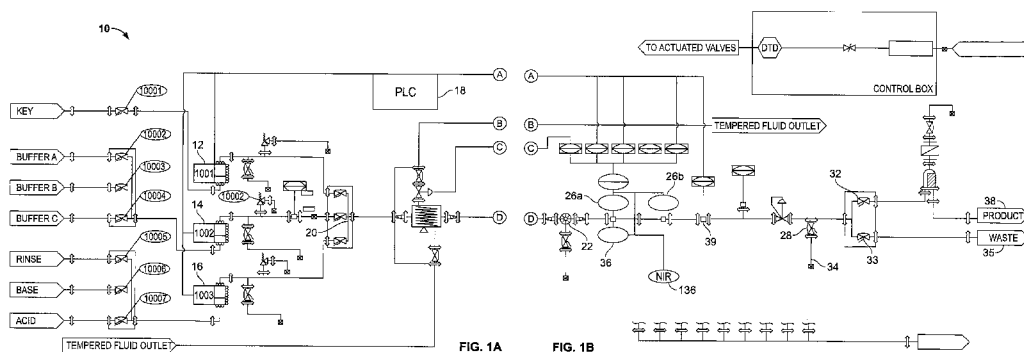 10
TO ACTUATED VALVES
DTD
CONTROL BOX
KEY
10001
BUFFER A
10002
BUFFER B
10003
BUFFER C
10004
RINSE
10005
BASE
10006
ACID
10007
TEMPERED FLUID OUTLET
12
1001
10002
14
1002
16
1003
PLC
18
20
A
B
C
D
FIG. 1A
A
B
C
D
TEMPERED FLUID OUTLET
26a
26b
22
36
NIR
136
39
28
34
32
33
38
PRODUCT
WASTE
35
FIG. 1B